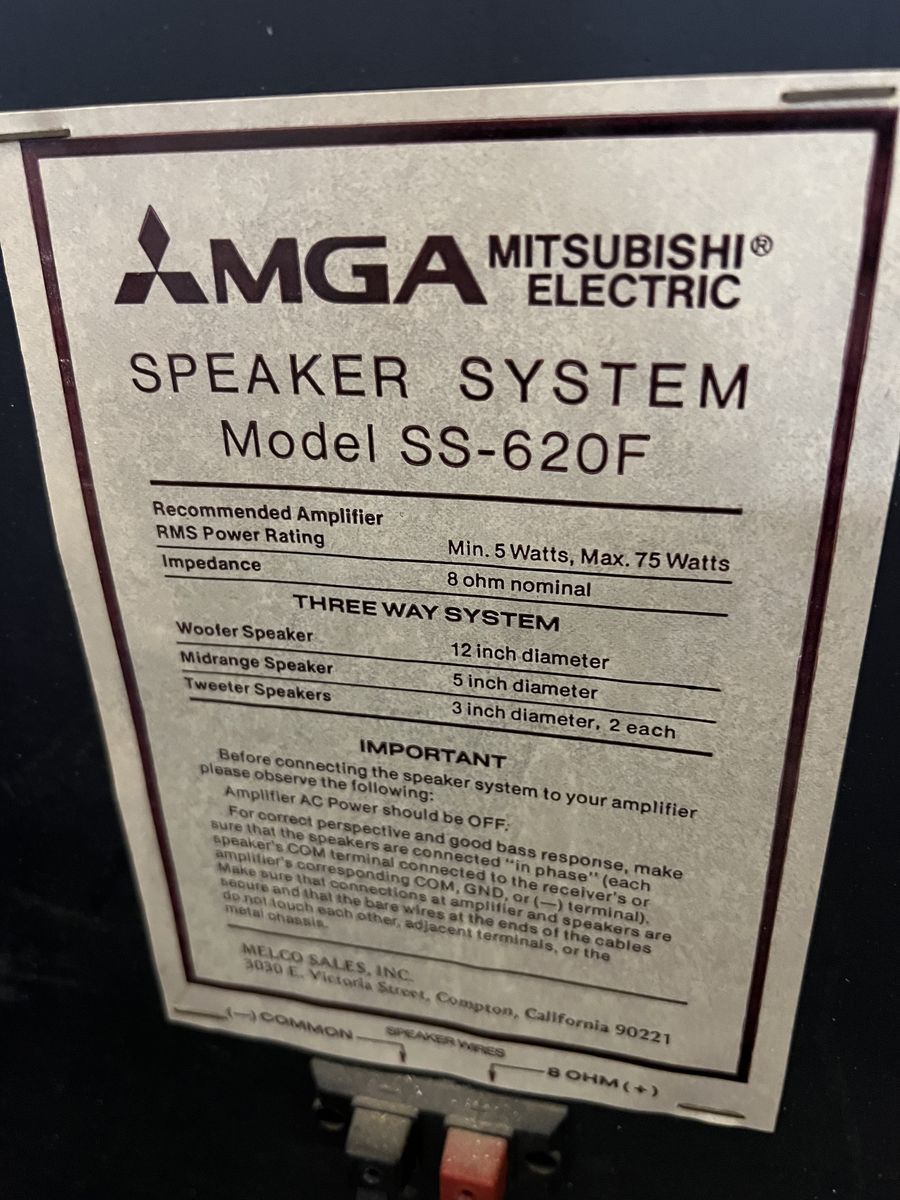 MGA MITSUBISHI®
ELECTRIC
SPEAKER SYSTEM
Model SS-620F
Recommended Amplifier
RMS Power Rating Min. 5 Watts, Max. 75 Watts
Impedance 8 ohm nominal
THREE WAY SYSTEM
Woofer Speaker 12 inch diameter
Midrange Speaker 5 inch diameter
Tweeter Speakers 3 inch diameter, 2 each
IMPORTANT
Before connecting the speaker system to your amplifier
please observe the following:
Amplifier AC Power should be OFF.
For correct perspective and good bass response, make
sure that the speakers are connected "in phase" (each
speaker's COM terminal connected to the receiver's or
amplifier's corresponding COM, GND, or (—) terminal).
Make sure that connections at amplifier and speakers are
secure and that the bare wires at the ends of the cables
do not touch each other, adjacent terminals, or the
metal chassis.
MELCO SALES, INC.
3030 E. Victoria Street, Compton, California 90221
(—) COMMON SPEAKER WIRES 8 OHM (+)